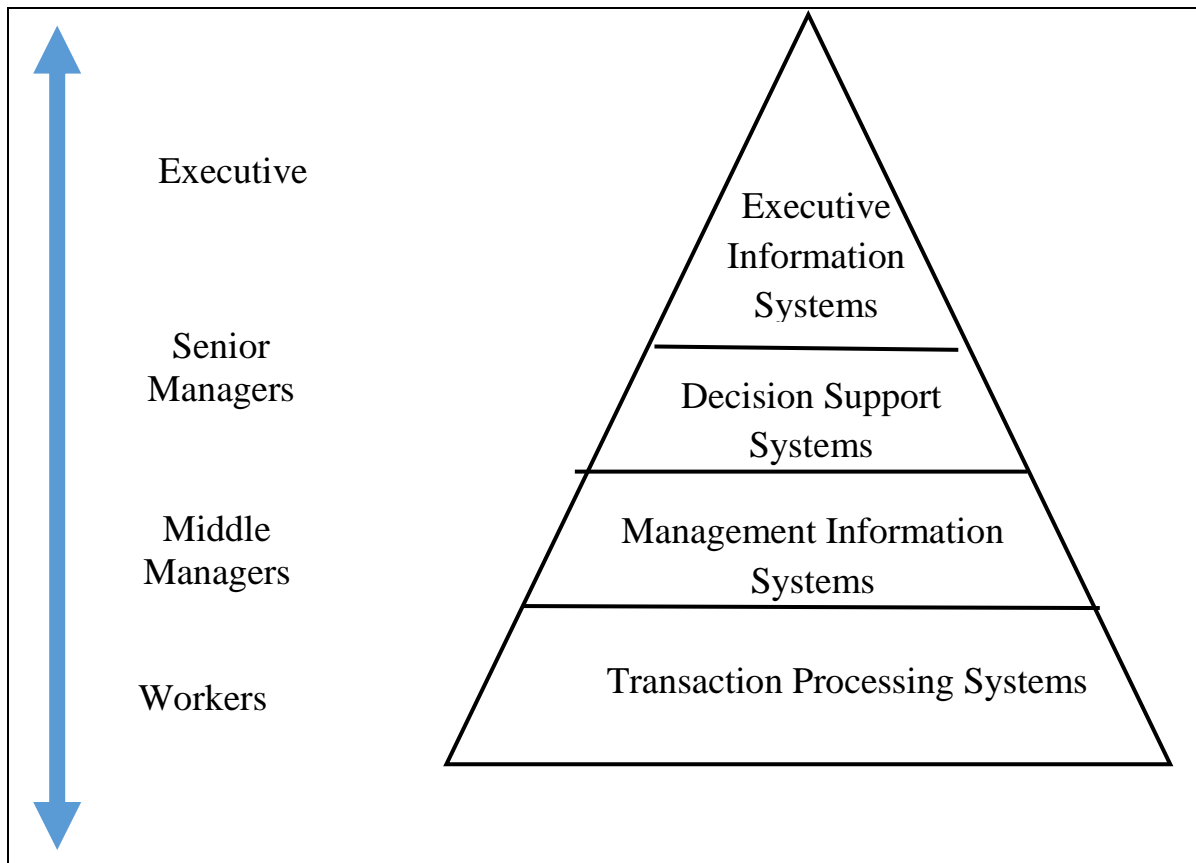 Executive
Executive
Information
Systems
Senior
Managers
Decision Support
Systems
Middle
Managers
Management Information
Systems
Workers
Transaction Processing Systems